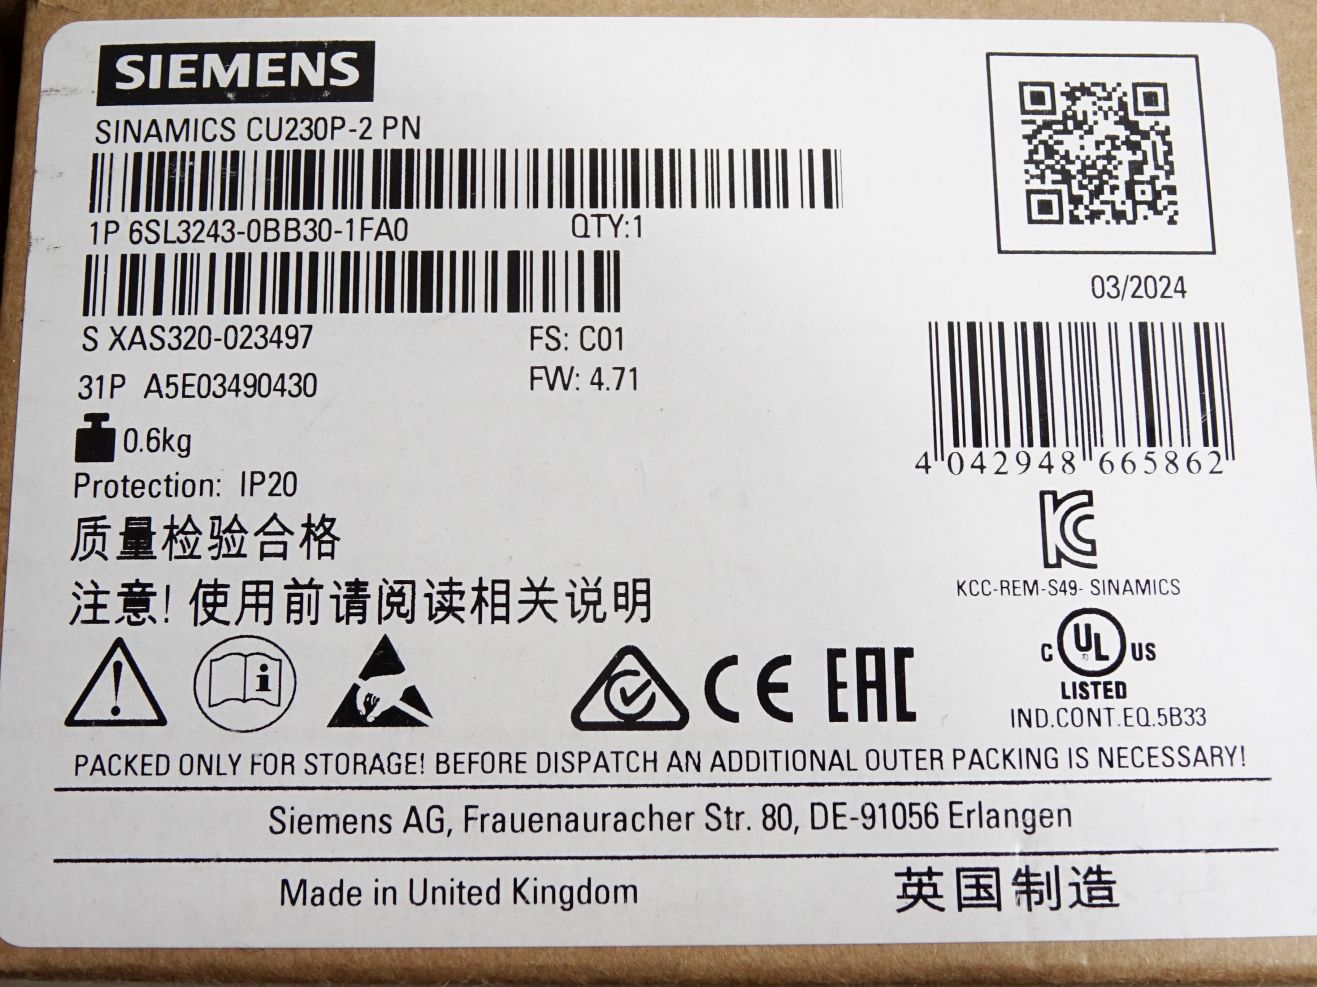 SIEMENS
SINAMICS CU230P-2 PN
1P 6SL3243-0BB30-1FA0 QTY:1
03/2024
S XAS320-023497 FS: C01
31P A5E03490430 FW: 4.71
0.6kg
4 042948 665862
Protection: IP20
质量检验合格
KCC-REM-S49- SINAMICS
注意! 使用前请阅读相关说明
C UL US
LISTED
IND.CONT.EQ.5B33
CE EAC
PACKED ONLY FOR STORAGE! BEFORE DISPATCH AN ADDITIONAL OUTER PACKING IS NECESSARY!
Siemens AG, Frauenauracher Str. 80, DE-91056 Erlangen
Made in United Kingdom 英国制造